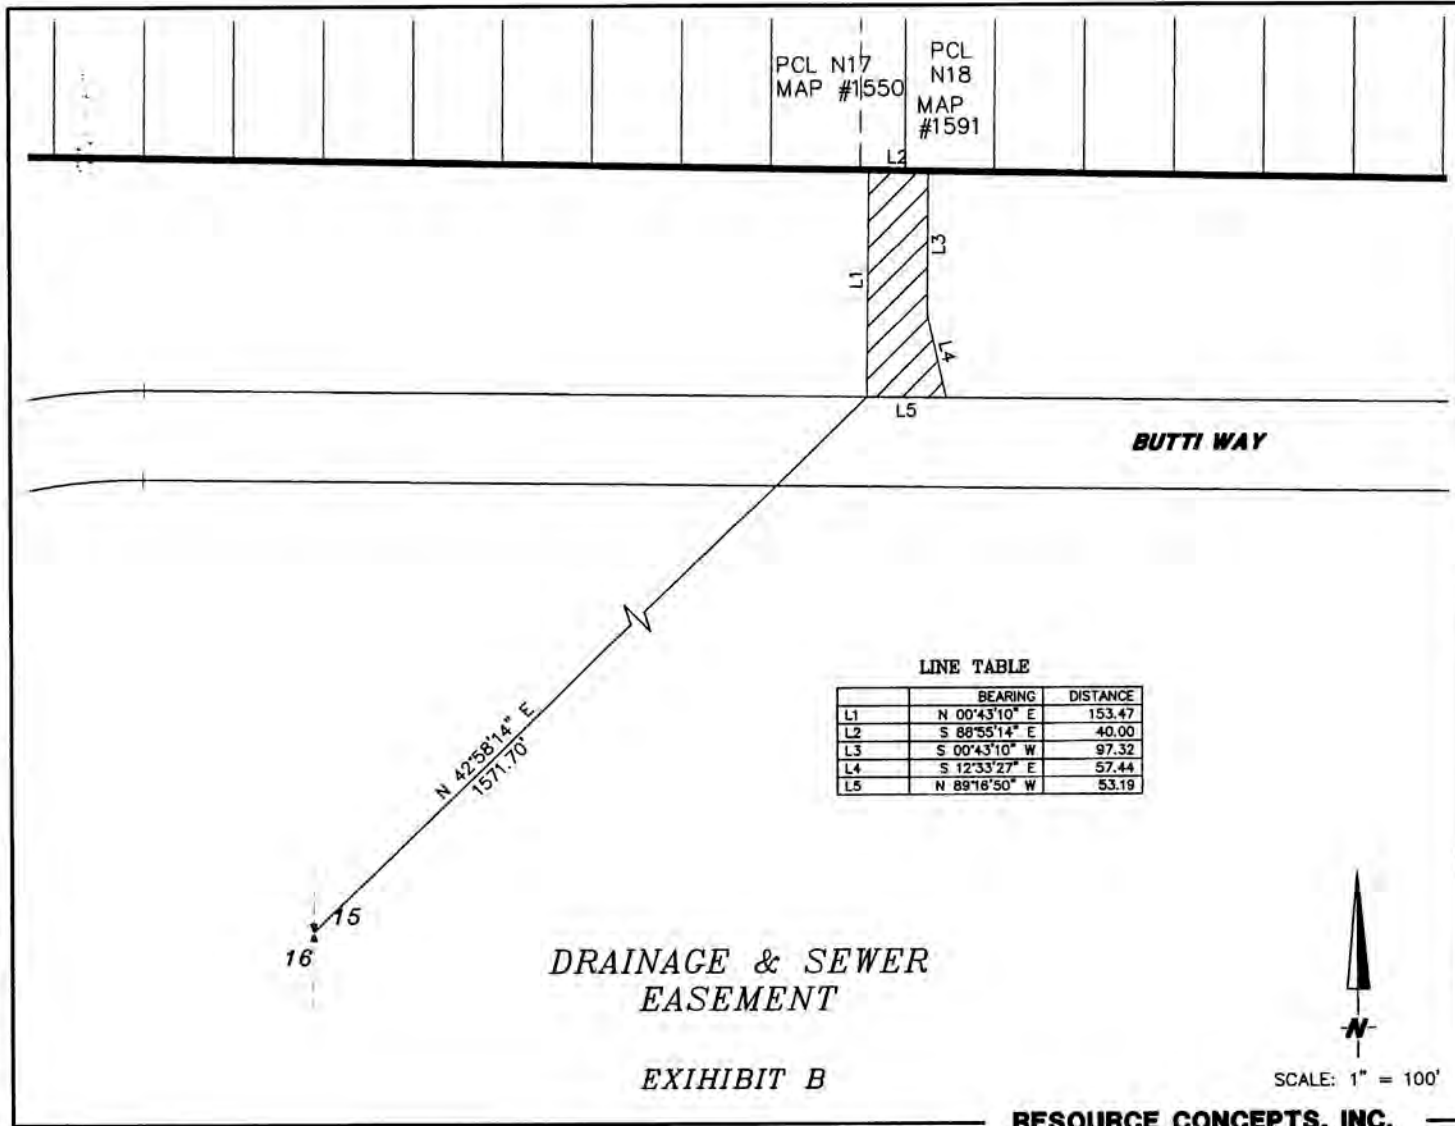 PCL N17
MAP #1550
PCL
N18
MAP
#1591
L2
L1
L3
L4
L5
BUTTI WAY
N 42°58'14" E
1571.70'
LINE TABLE
BEARING DISTANCE
L1 N 00°43'10" E 153.47
L2 S 88°55'14" E 40.00
L3 S 00°43'10" W 97.32
L4 S 12°33'27" E 57.44
L5 N 89°16'50" W 53.19
15
16
DRAINAGE & SEWER
EASEMENT
EXIHIBIT B
N
SCALE: 1" = 100'
RESOURCE CONCEPTS, INC.